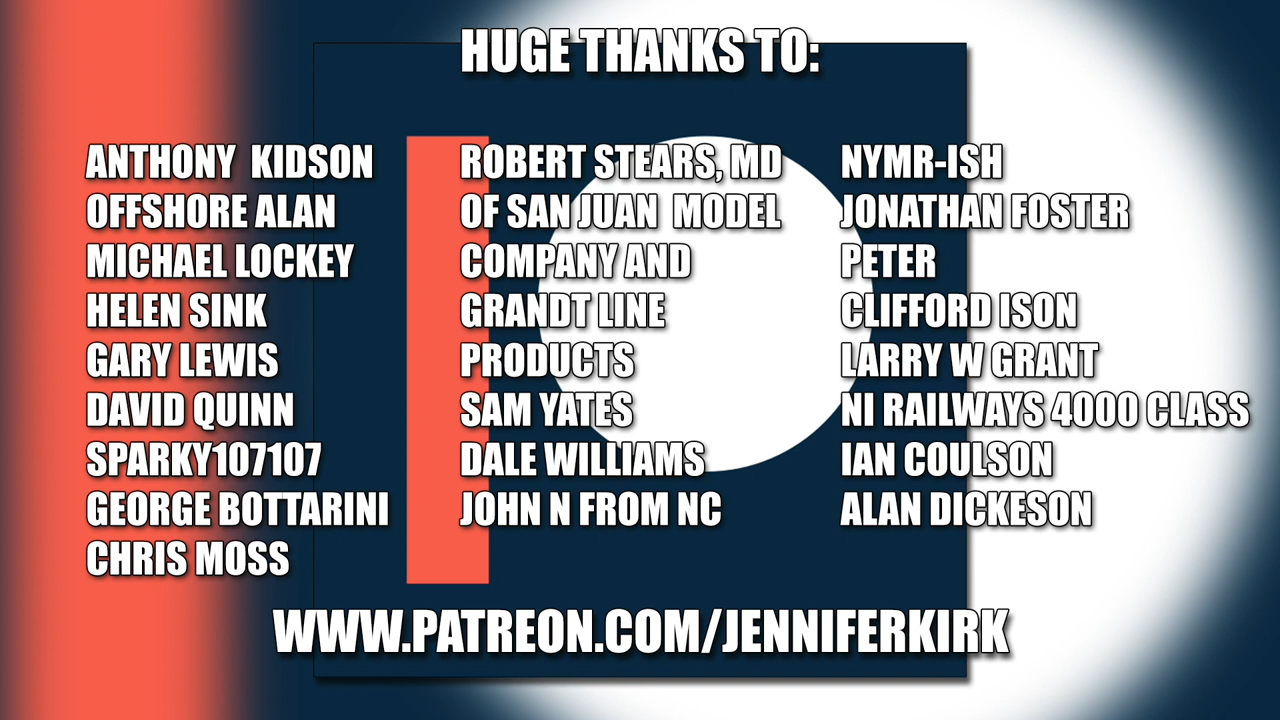 HUGE THANKS TO:
ANTHONY KIDSON
OFFSHORE ALAN
MICHAEL LOCKEY
HELEN SINK
GARY LEWIS
DAVID QUINN
SPARKY107107
GEORGE BOTTARINI
CHRIS MOSS
ROBERT STEARS, MD
OF SAN JUAN MODEL
COMPANY AND
GRANDT LINE
PRODUCTS
SAM YATES
DALE WILLIAMS
JOHN N FROM NC
NYMR-ISH
JONATHAN FOSTER
PETER
CLIFFORD ISON
LARRY W GRANT
NI RAILWAYS 4000 CLASS
IAN COULSON
ALAN DICKESON
WWW.PATREON.COM/JENNIFERKIRK